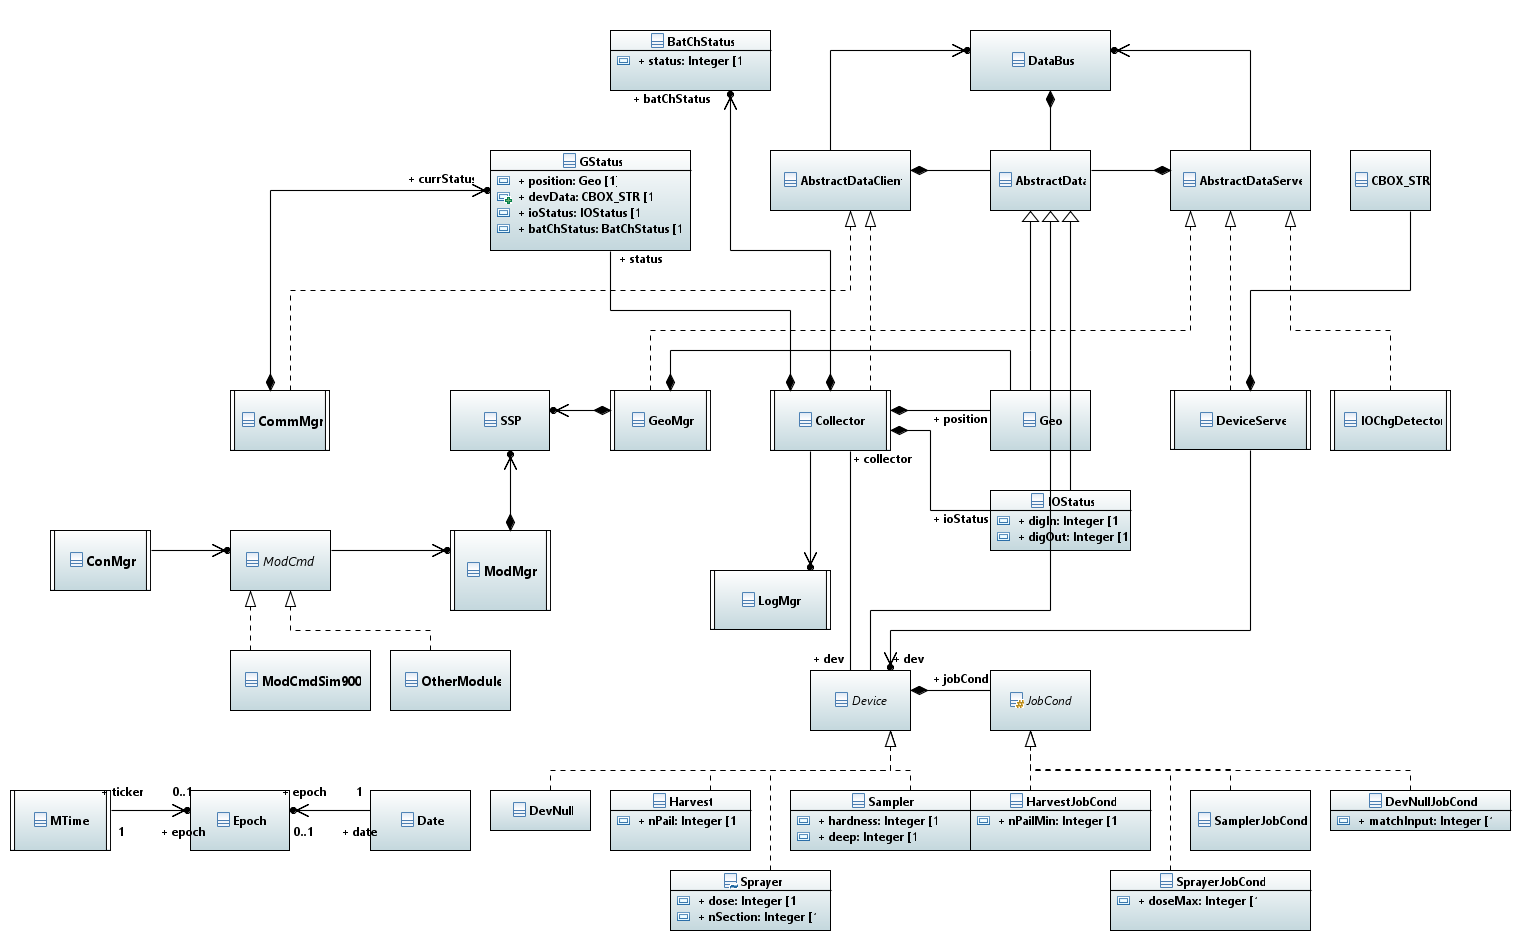 BatChStatus
+ status: Integer [1
+ batChStatus
DataBus
GStatus
+ position: Geo [1]
+ devData: CBOX_STR [1
+ ioStatus: IOStatus [1
+ batChStatus: BatChStatus [1
+ currStatus
+ status
AbstractDataClien
AbstractData
AbstractDataServe
CBOX_STR
CommMgr
SSP
GeoMgr
Collector
+ position
Geo
DeviceServe
IOChgDetector
+ collector
+ ioStatus
IOStatus
+ digIn: Integer [1
+ digOut: Integer [1
ConMgr
ModCmd
ModMgr
LogMgr
ModCmdSim900
OtherModule
+ dev
+ dev
Device
+ jobCond
JobCond
MTime
+ ticker
0..1
1
+ epoch
Epoch
+ epoch
1
0..1
+ date
Date
DevNull
Harvest
+ nPail: Integer [1
Sampler
+ hardness: Integer [1
+ deep: Integer [1
HarvestJobCond
+ nPailMin: Integer [1
SamplerJobCond
DevNullJobCond
+ matchInput: Integer [
Sprayer
+ dose: Integer [1
+ nSection: Integer [
SprayerJobCond
+ doseMax: Integer [